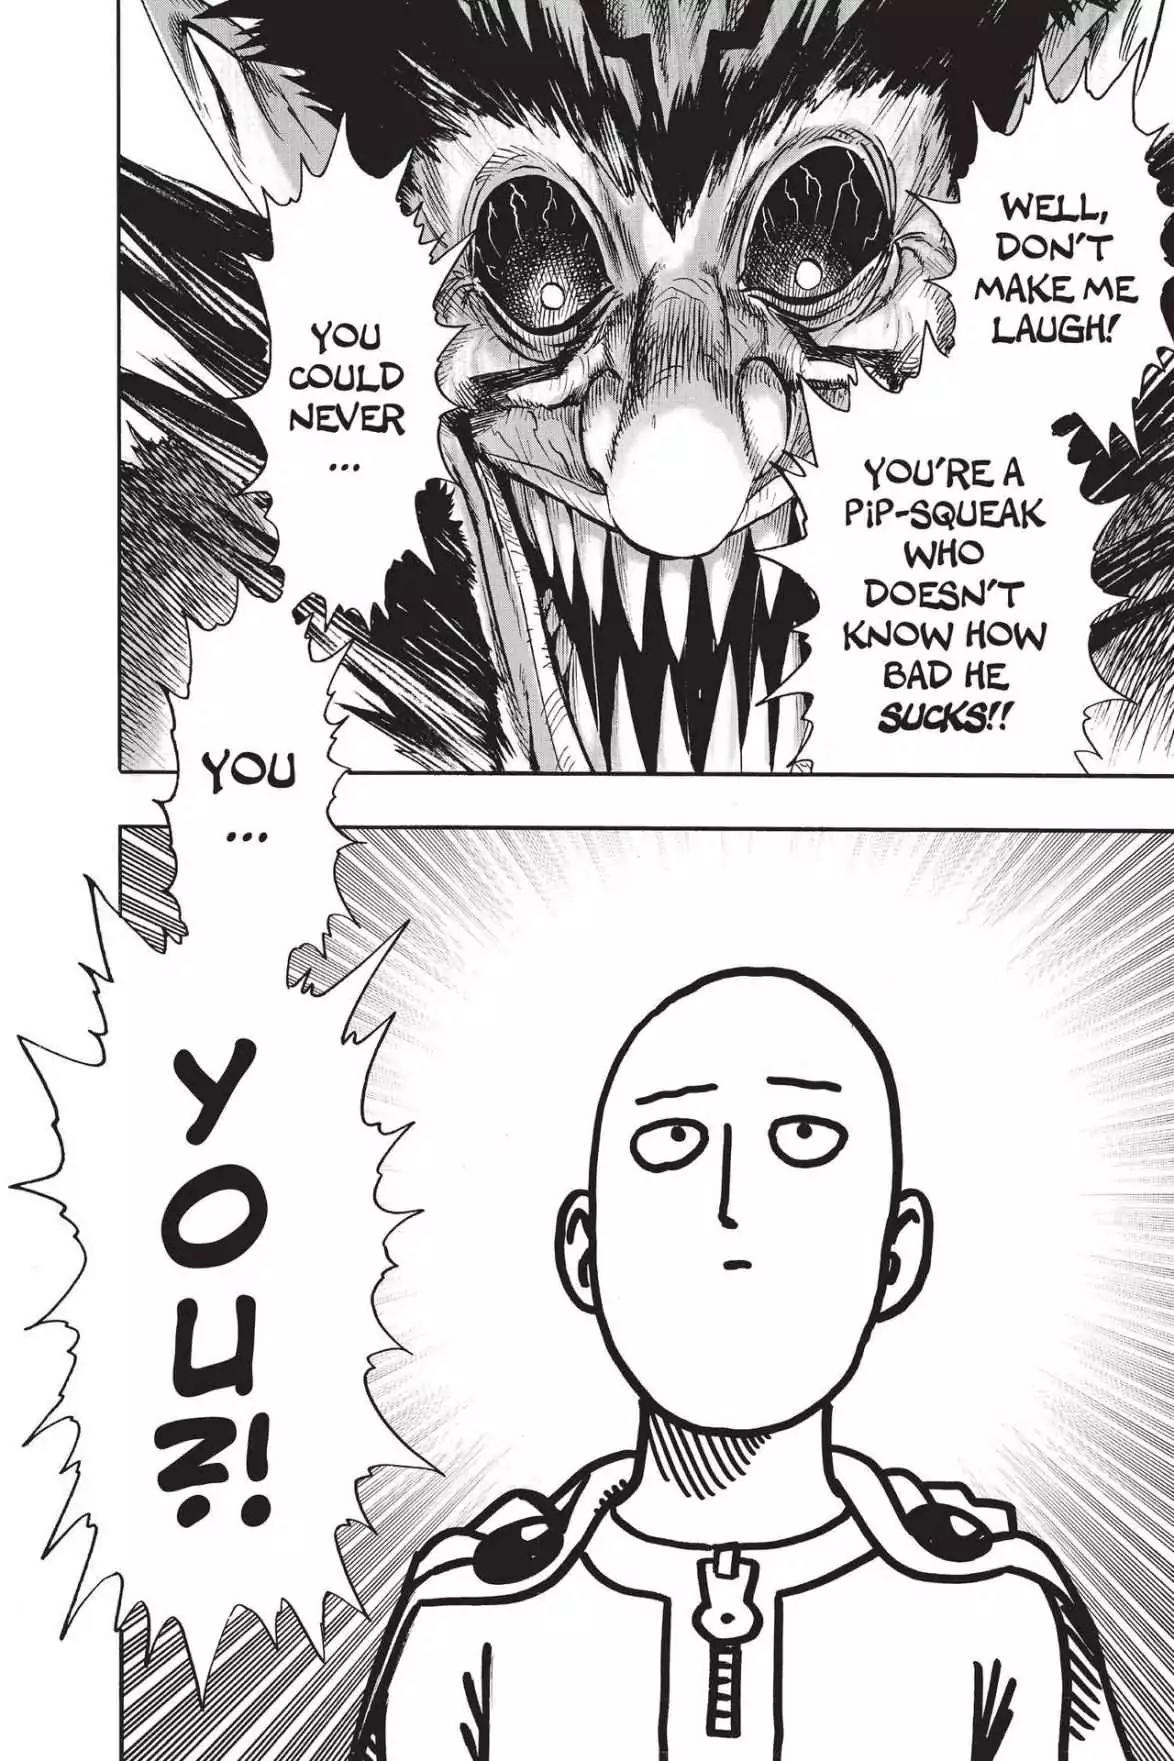 WELL,
DON'T
MAKE ME
LAUGH!
YOU'RE A
PiP-SQUEAK
WHO
DOESN'T
KNOW HOW
BAD HE
SUCKS!!
YOU
COULD
NEVER
...
YOU
...
YOU?!